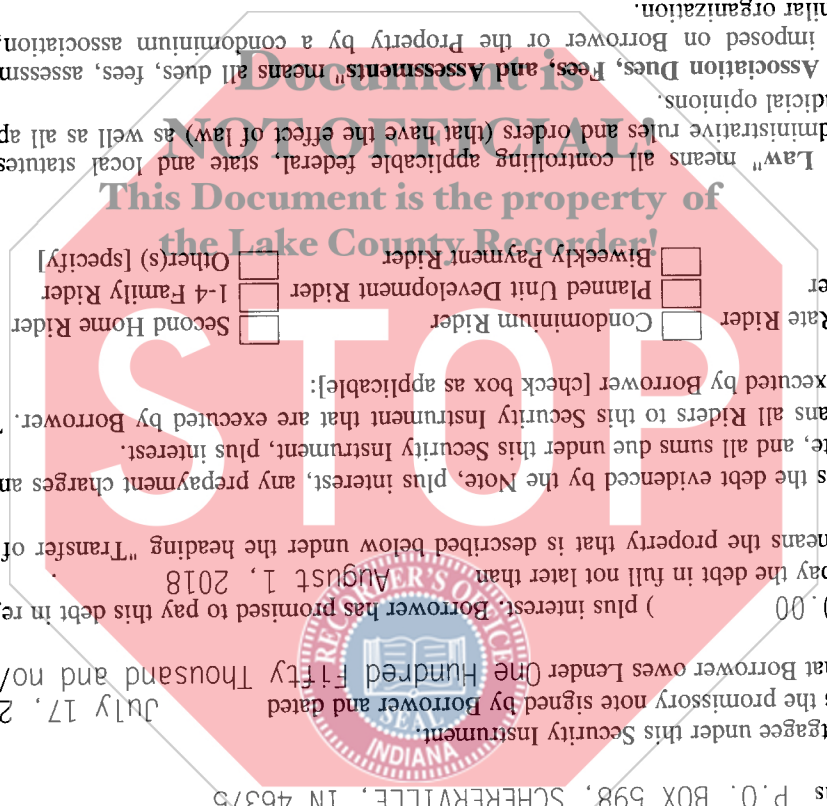 s P.O. BOX 598, SCHERERVILLE, IN 46375
tgagee under this Security Instrument.
s the promissory note signed by Borrower and dated July 17, 2
at Borrower owes Lender One Hundred Fifty Thousand and no/
).00 ) plus interest. Borrower has promised to pay this debt in re
pay the debt in full not later than August 1, 2018 .
means the property that is described below under the heading "Transfer of
s the debt evidenced by the Note, plus interest, any prepayment charges an
te, and all sums due under this Security Instrument, plus interest.
ans all Riders to this Security Instrument that are executed by Borrower.
xecuted by Borrower [check box as applicable]:
Rate Rider Condominium Rider Second Home Rider
er Planned Unit Development Rider 1-4 Family Rider
Biweekly Payment Rider Other(s) [specify]
Law" means all controlling applicable federal, state and local statutes
dministrative rules and orders (that have the effect of law) as well as all ap
dicial opinions.
Association Dues, Fees, and Assessments" means all dues, fees, assessm
imposed on Borrower or the Property by a condominium association,
nilar organization.
Document is
NOT OFFICIAL!
This Document is the property of
the Lake County Recorder!
STOP
RECORDER'S OFFICE
SEAL
INDIANA